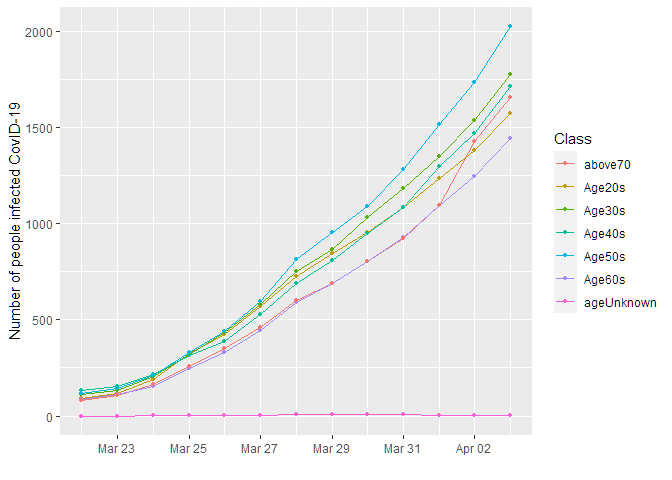 Number of people infected CovID-19
2000
1500
1000
500
0
Mar 23 Mar 25 Mar 27 Mar 29 Mar 31 Apr 02
Class
above70
Age20s
Age30s
Age40s
Age50s
Age60s
ageUnknown